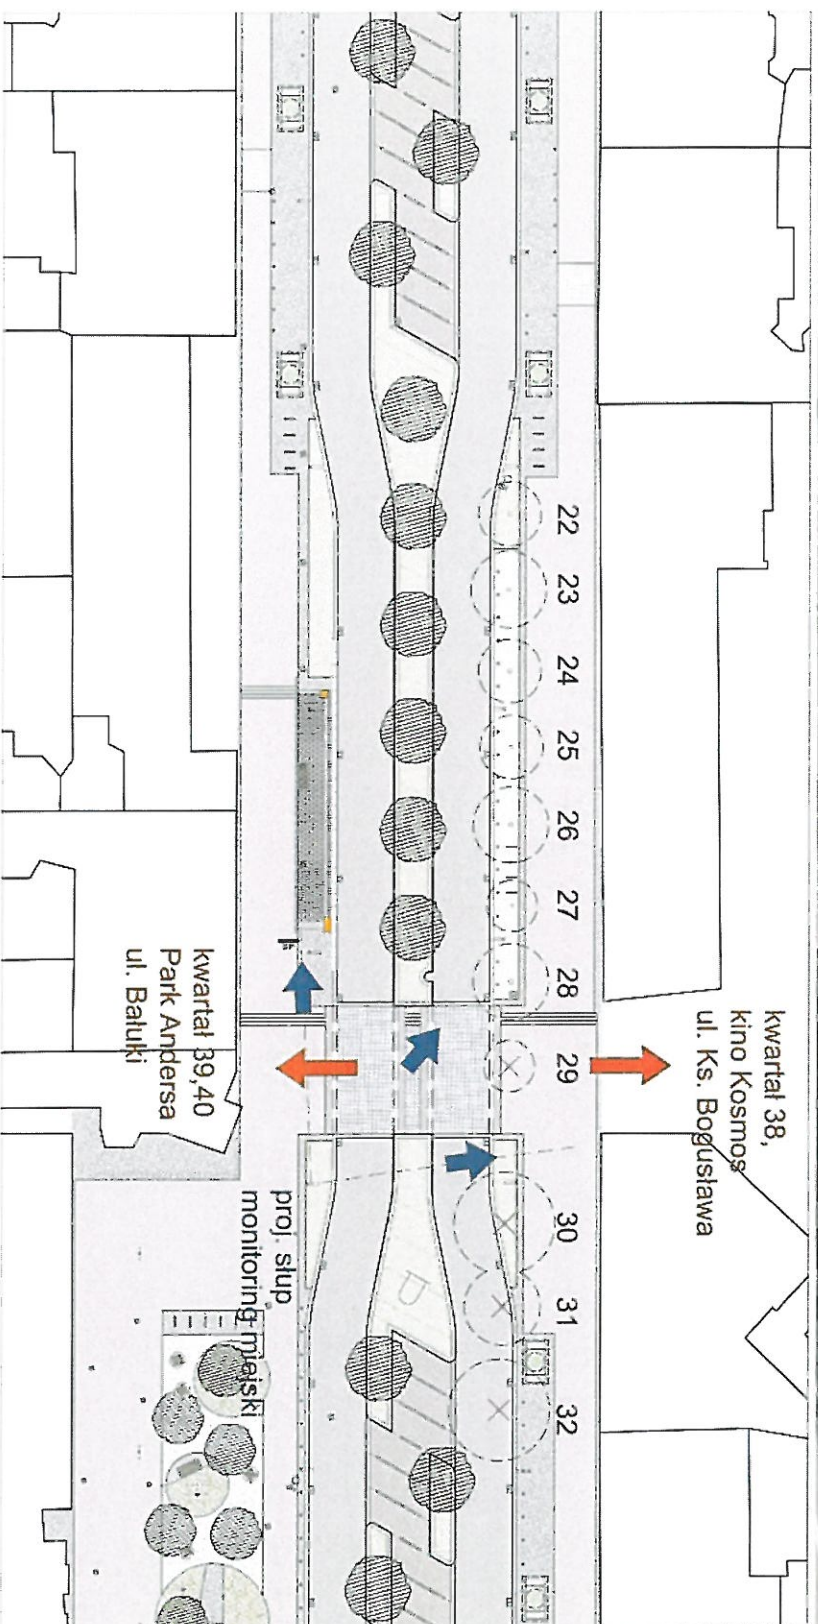 22
23
24
25
26
27
28
29
30
31
32
kwartał 38,
kino Kosmos
ul. Ks. Bogusława
kwartał 39,40
Park Andersa
ul. Bałuki
proj. słup
monitoring miejski